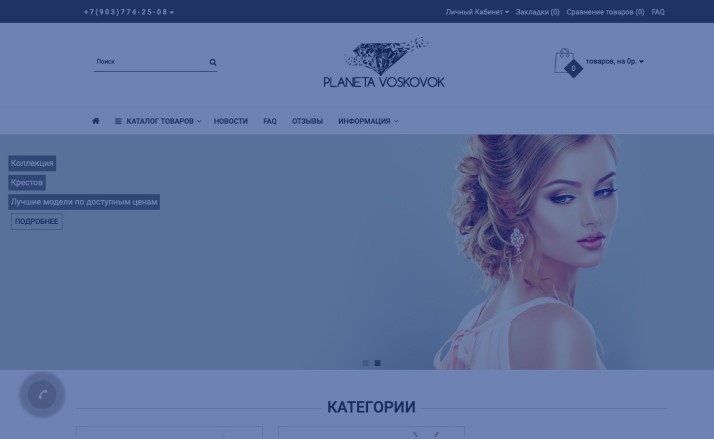 +7(903)774-25-08
Личный Кабинет Закладки (0) Сравнение товаров (0) FAQ
Поиск
PLANETA VOSKOVOK
0
товаров, на 0р.
КАТАЛОГ ТОВАРОВ НОВОСТИ FAQ ОТЗЫВЫ ИНФОРМАЦИЯ
Коллекция
Крестов
Лучшие модели по доступным ценам
ПОДРОБНЕЕ
КАТЕГОРИИ